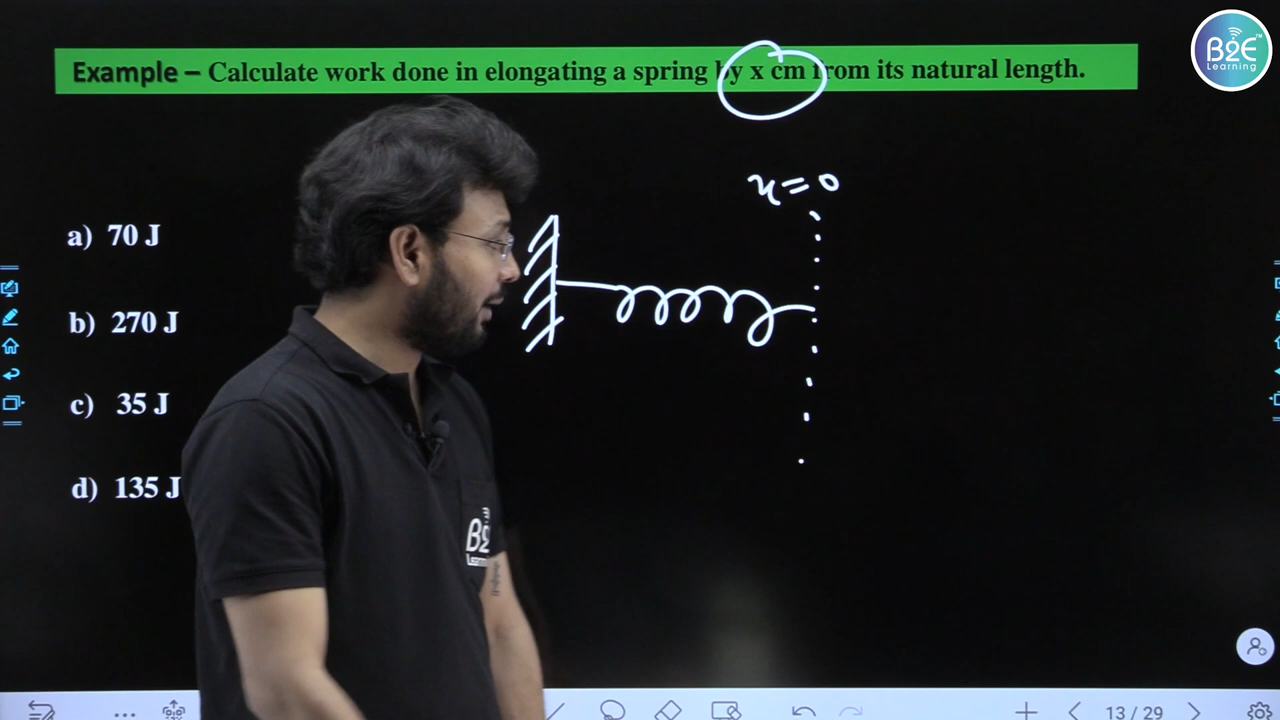 B2E
Learning
Example – Calculate work done in elongating a spring by x cm from its natural length.
x = 0
a) 70 J
b) 270 J
c) 35 J
d) 135 J
B2
13 / 29